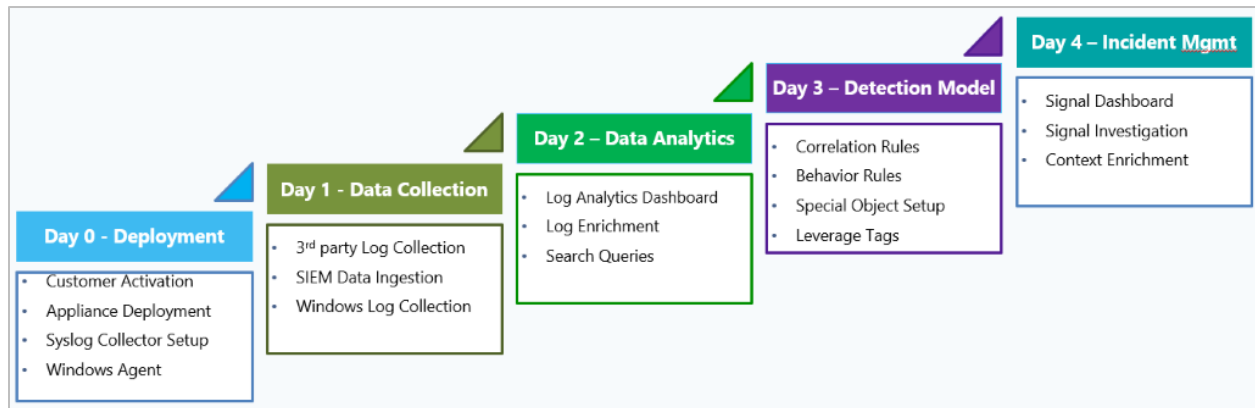 Day 0 - Deployment
• Customer Activation
• Appliance Deployment
• Syslog Collector Setup
• Windows Agent
Day 1 - Data Collection
• 3rd party Log Collection
• SIEM Data Ingestion
• Windows Log Collection
Day 2 – Data Analytics
• Log Analytics Dashboard
• Log Enrichment
• Search Queries
Day 3 – Detection Model
• Correlation Rules
• Behavior Rules
• Special Object Setup
• Leverage Tags
Day 4 – Incident Mgmt
• Signal Dashboard
• Signal Investigation
• Context Enrichment